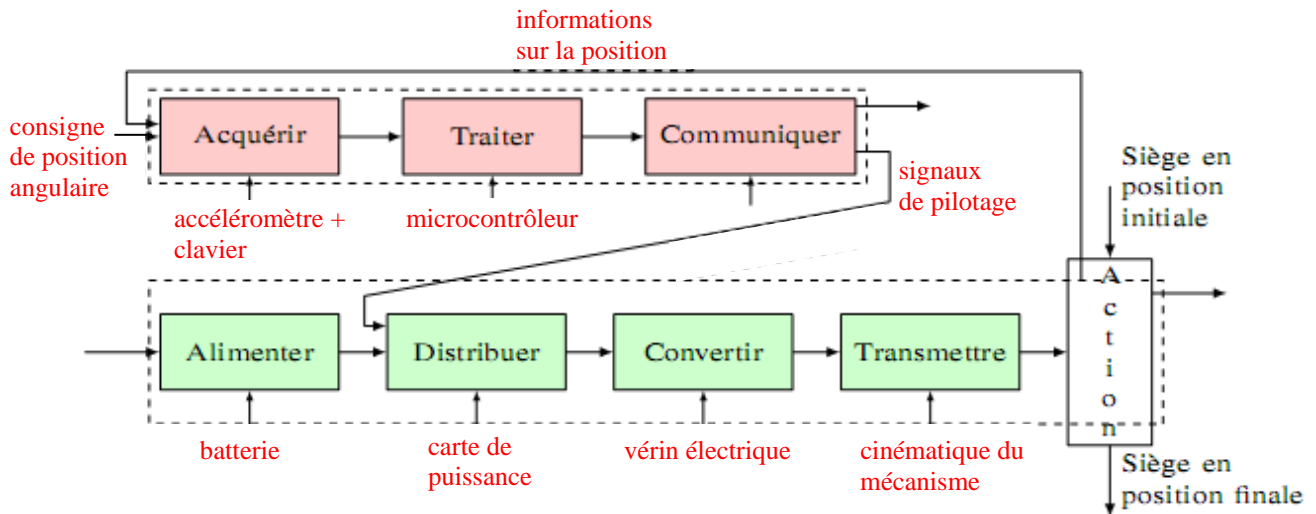 informations
sur la position
consigne
de position
angulaire
Acquérir
Traiter
Communiquer
accéléromètre +
clavier
microcontrôleur
signaux
de pilotage
Siège en
position
initiale
Alimenter
Distribuer
Convertir
Transmettre
A
c
t
i
o
n
batterie
carte de
puissance
vérin électrique
cinématique du
mécanisme
Siège en
position finale